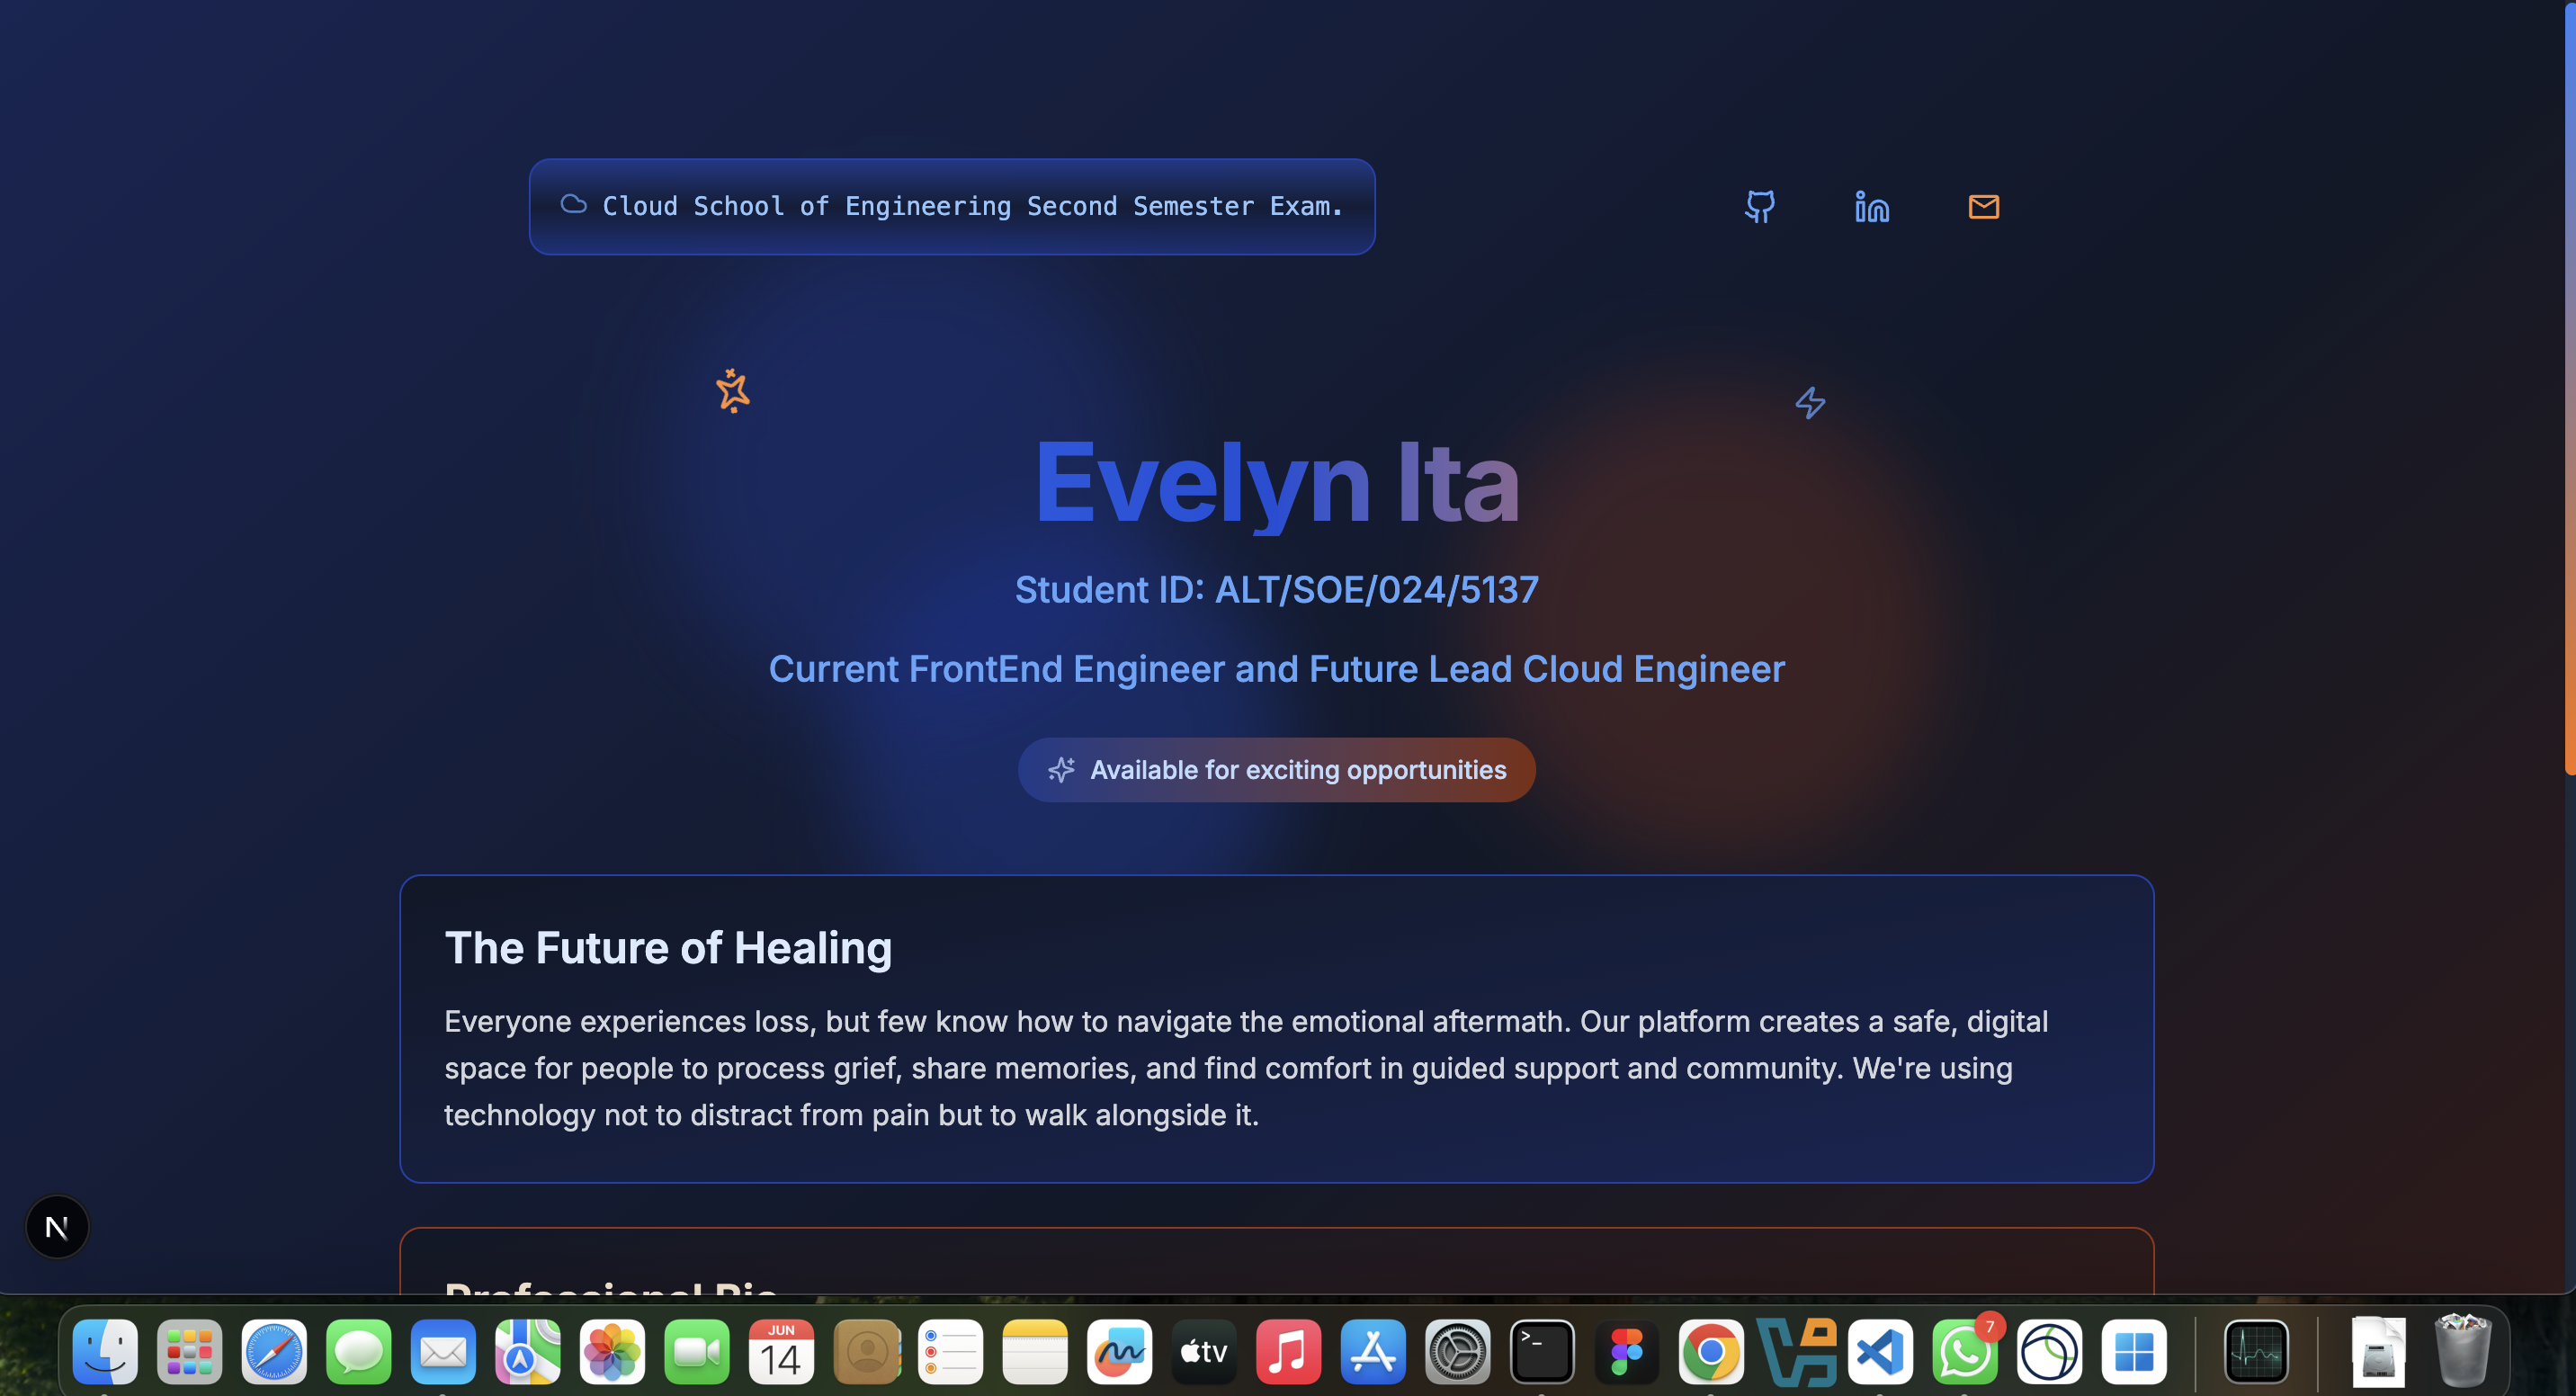 Cloud School of Engineering Second Semester Exam.
Evelyn Ita
Student ID: ALT/SOE/024/5137
Current FrontEnd Engineer and Future Lead Cloud Engineer
Available for exciting opportunities
The Future of Healing
Everyone experiences loss, but few know how to navigate the emotional aftermath. Our platform creates a safe, digital
space for people to process grief, share memories, and find comfort in guided support and community. We're using
technology not to distract from pain but to walk alongside it.
N
Professional Bio
JUN
14
tv
>_
7